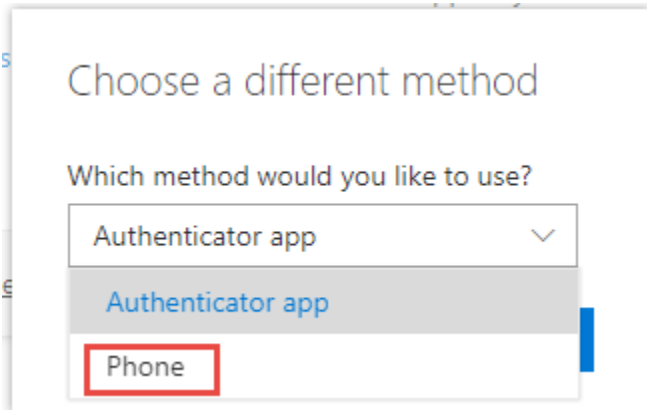 Choose a different method
Which method would you like to use?
Authenticator app
Authenticator app
Phone